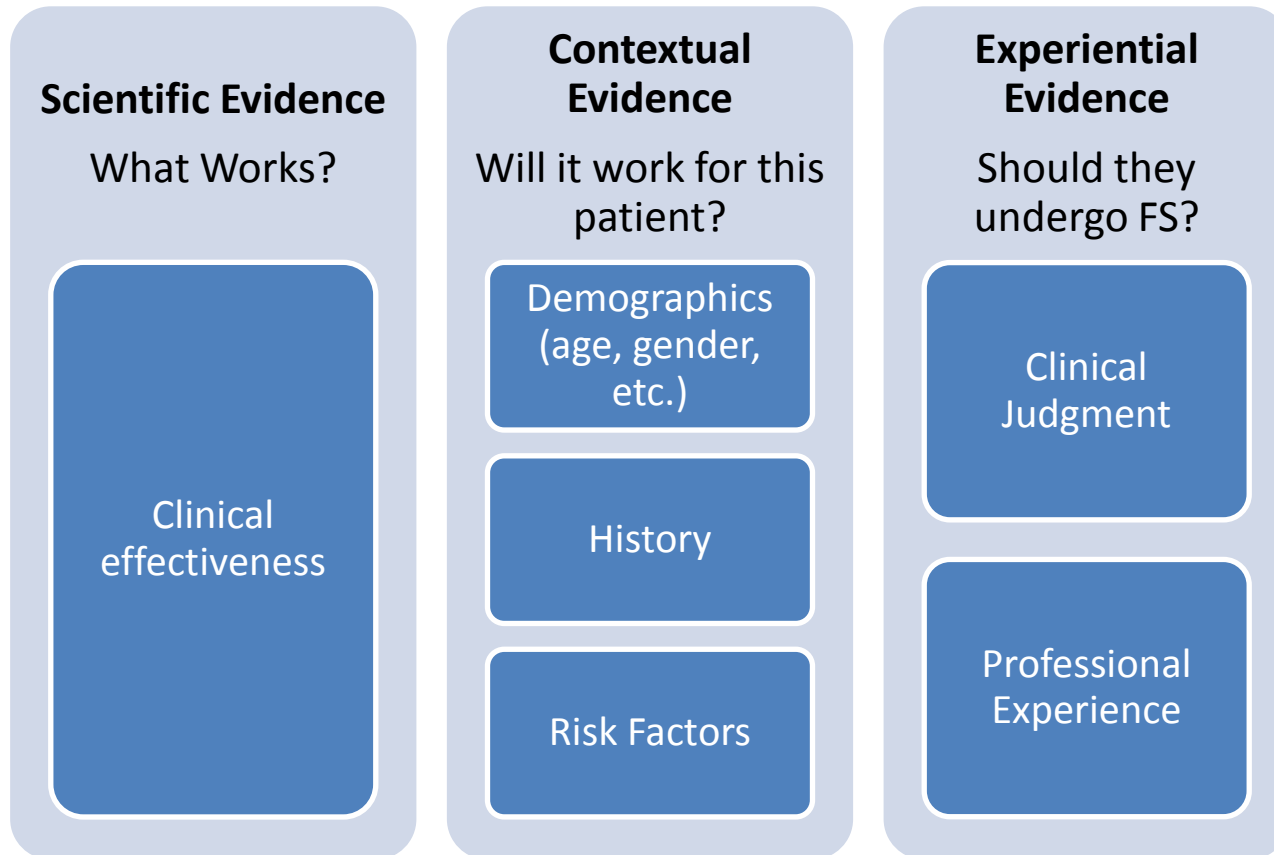 Scientific Evidence
What Works?
Clinical
effectiveness
Contextual
Evidence
Will it work for this
patient?
Demographics
(age, gender,
etc.)
History
Risk Factors
Experiential
Evidence
Should they
undergo FS?
Clinical
Judgment
Professional
Experience